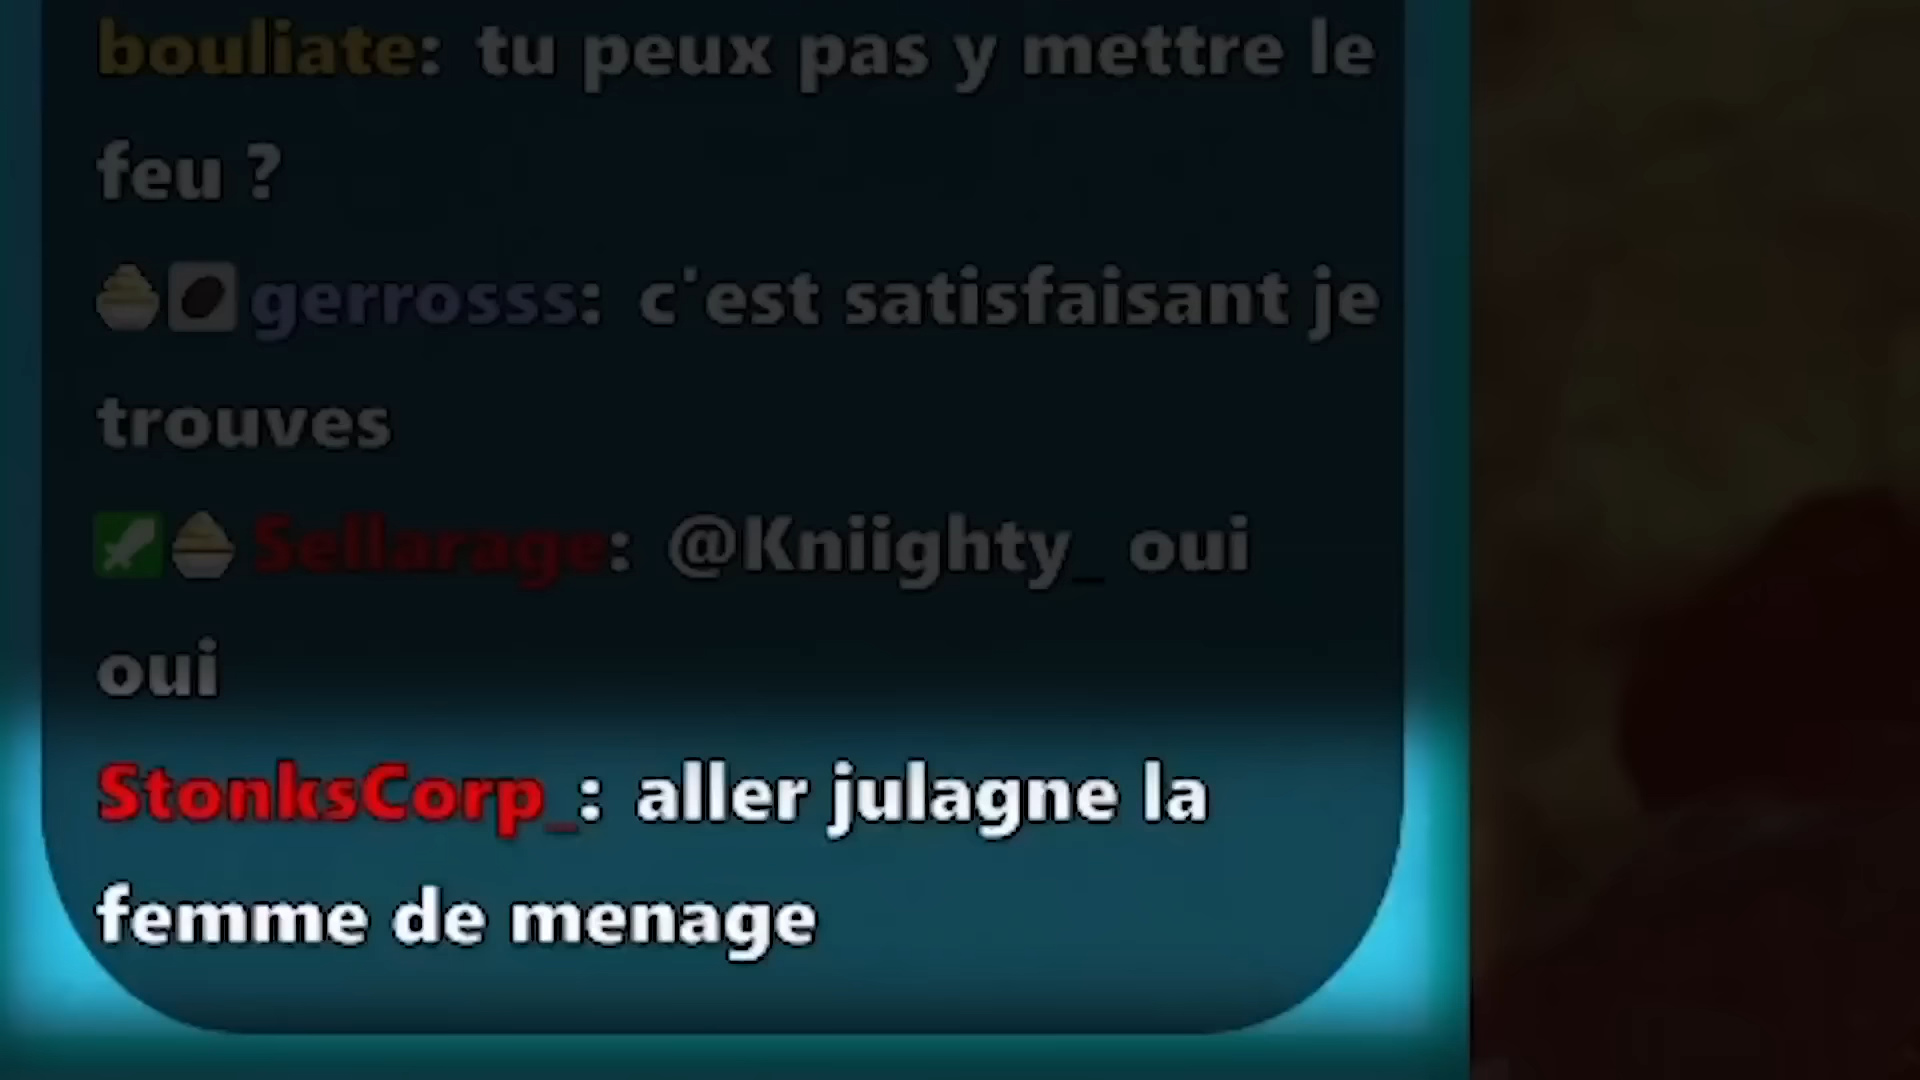 bouliate: tu peux pas y mettre le
feu ?
gerrosss: c'est satisfaisant je
trouves
Sellarage: @Kniighty_ oui
oui
StonksCorp_: aller julagne la
femme de menage